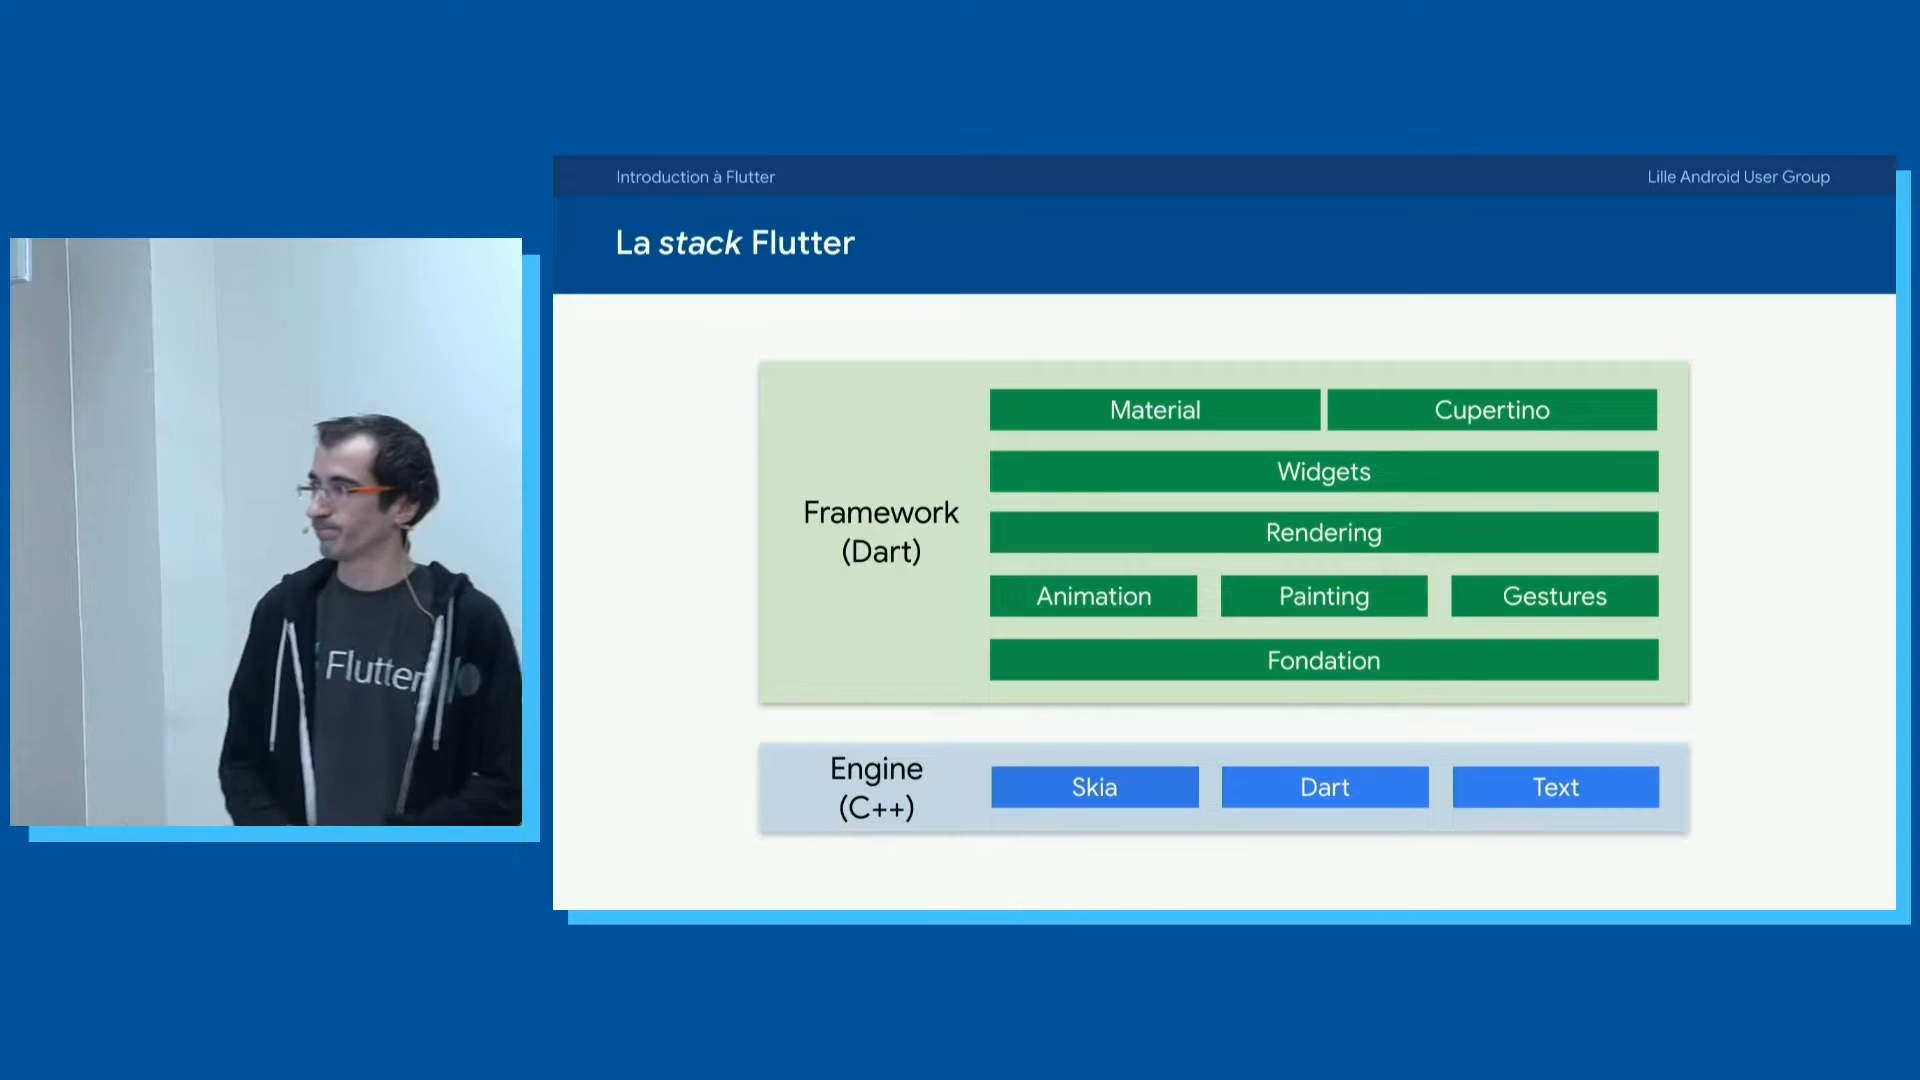 Introduction à Flutter
Lille Android User Group
La stack Flutter
Framework
(Dart)
Material
Cupertino
Widgets
Rendering
Animation
Painting
Gestures
Fondation
Engine
(C++)
Skia
Dart
Text
Flutter